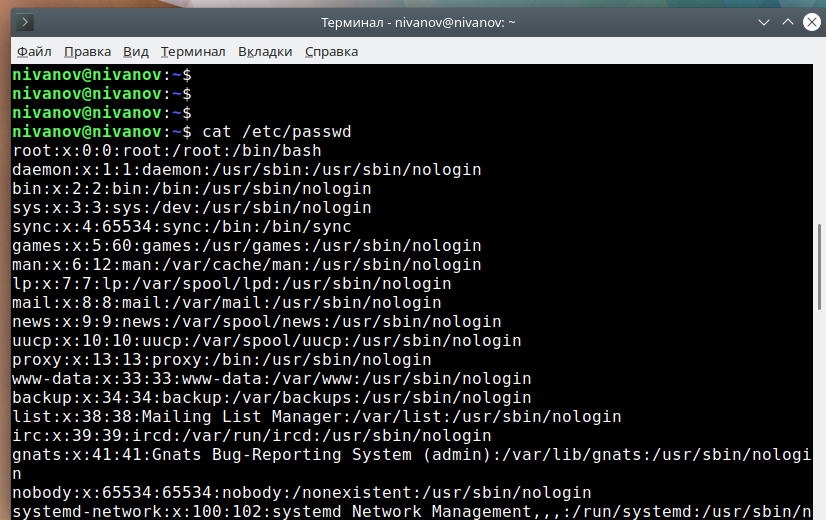 Терминал - nivanov@nivanov: ~
Файл Правка Вид Терминал Вкладки Справка
nivanov@nivanov:~$
nivanov@nivanov:~$
nivanov@nivanov:~$
nivanov@nivanov:~$ cat /etc/passwd
root:x:0:0:root:/root:/bin/bash
daemon:x:1:1:daemon:/usr/sbin:/usr/sbin/nologin
bin:x:2:2:bin:/bin:/usr/sbin/nologin
sys:x:3:3:sys:/dev:/usr/sbin/nologin
sync:x:4:65534:sync:/bin:/bin/sync
games:x:5:60:games:/usr/games:/usr/sbin/nologin
man:x:6:12:man:/var/cache/man:/usr/sbin/nologin
lp:x:7:7:lp:/var/spool/lpd:/usr/sbin/nologin
mail:x:8:8:mail:/var/mail:/usr/sbin/nologin
news:x:9:9:news:/var/spool/news:/usr/sbin/nologin
uucp:x:10:10:uucp:/var/spool/uucp:/usr/sbin/nologin
proxy:x:13:13:proxy:/bin:/usr/sbin/nologin
www-data:x:33:33:www-data:/var/www:/usr/sbin/nologin
backup:x:34:34:backup:/var/backups:/usr/sbin/nologin
list:x:38:38:Mailing List Manager:/var/list:/usr/sbin/nologin
irc:x:39:39:ircd:/var/run/ircd:/usr/sbin/nologin
gnats:x:41:41:Gnats Bug-Reporting System (admin):/var/lib/gnats:/usr/sbin/nologi
n
nobody:x:65534:65534:nobody:/nonexistent:/usr/sbin/nologin
systemd-network:x:100:102:systemd Network Management,,,:/run/systemd:/usr/sbin/n